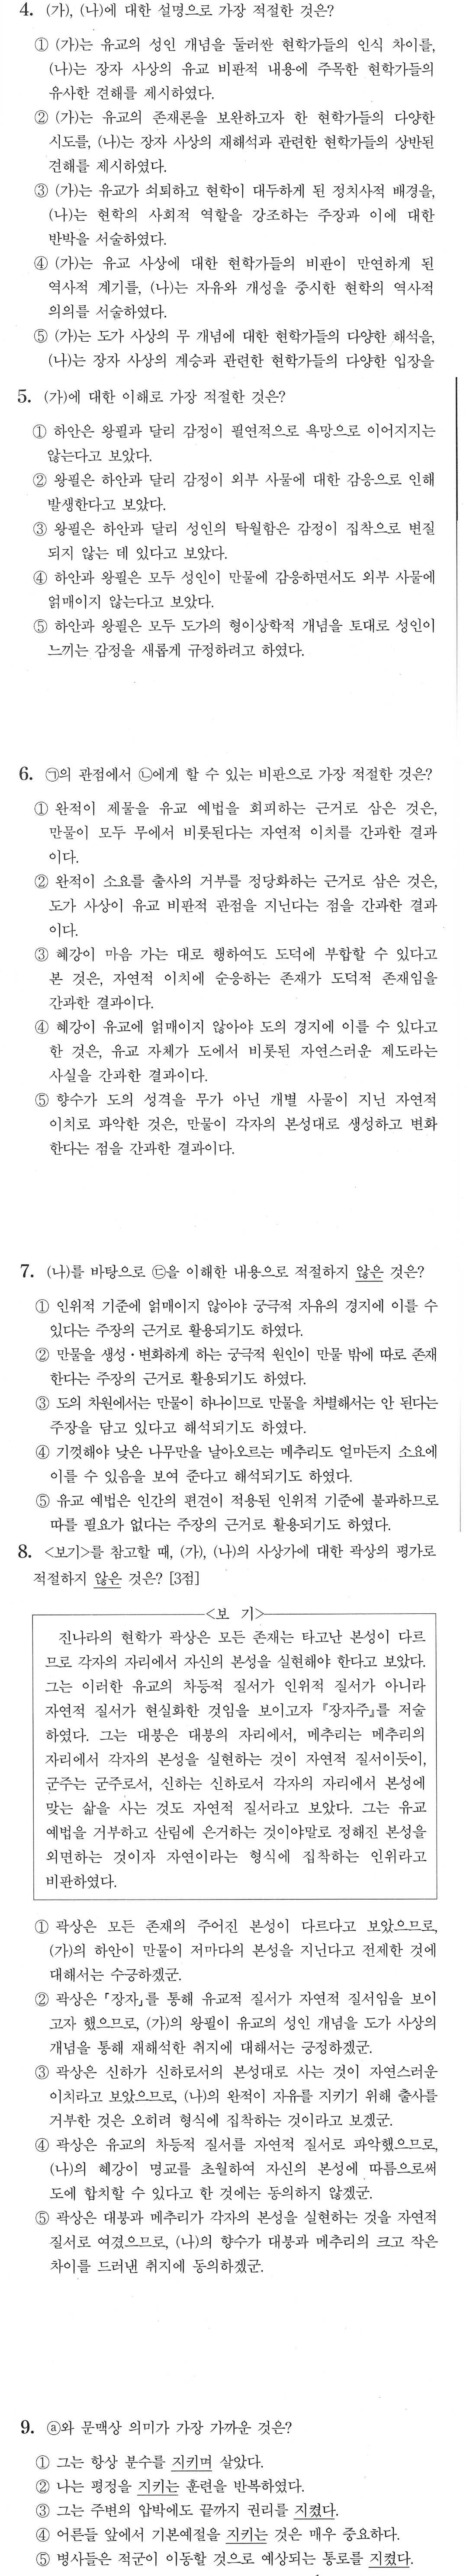 4. (가), (나)에 대한 설명으로 가장 적절한 것은?
① (가)는 유교의 성인 개념을 둘러싼 현학가들의 인식 차이를,
(나)는 장자 사상의 유교 비판적 내용에 주목한 현학가들의
유사한 견해를 제시하였다.
② (가)는 유교의 존재론을 보완하고자 한 현학가들의 다양한
시도를, (나)는 장자 사상의 재해석과 관련한 현학가들의 상반된
견해를 제시하였다.
③ (가)는 유교가 쇠퇴하고 현학이 대두하게 된 정치사적 배경을,
(나)는 현학의 사회적 역할을 강조하는 주장과 이에 대한
반박을 서술하였다.
④ (가)는 유교 사상에 대한 현학가들의 비판이 만연하게 된
역사적 계기를, (나)는 자유와 개성을 중시한 현학의 역사적
의의를 서술하였다.
⑤ (가)는 도가 사상의 무 개념에 대한 현학가들의 다양한 해석을,
(나)는 장자 사상의 계승과 관련한 현학가들의 다양한 입장을
5. (가)에 대한 이해로 가장 적절한 것은?
① 하안은 왕필과 달리 감정이 필연적으로 욕망으로 이어지지는
않는다고 보았다.
② 왕필은 하안과 달리 감정이 외부 사물에 대한 감응으로 인해
발생한다고 보았다.
③ 왕필은 하안과 달리 성인의 탁월함은 감정이 집착으로 변질
되지 않는 데 있다고 보았다.
④ 하안과 왕필은 모두 성인이 만물에 감응하면서도 외부 사물에
얽매이지 않는다고 보았다.
⑤ 하안과 왕필은 모두 도가의 형이상학적 개념을 토대로 성인이
느끼는 감정을 새롭게 규정하려고 하였다.
6. ㉠의 관점에서 ㉡에게 할 수 있는 비판으로 가장 적절한 것은?
① 완적이 제물을 유교 예법을 회피하는 근거로 삼은 것은,
만물이 모두 무에서 비롯된다는 자연적 이치를 간과한 결과
이다.
② 완적이 소요를 출사의 거부를 정당화하는 근거로 삼은 것은,
도가 사상이 유교 비판적 관점을 지닌다는 점을 간과한 결과
이다.
③ 혜강이 마음 가는 대로 행하여도 도덕에 부합할 수 있다고
본 것은, 자연적 이치에 순응하는 존재가 도덕적 존재임을
간과한 결과이다.
④ 혜강이 유교에 얽매이지 않아야 도의 경지에 이를 수 있다고
한 것은, 유교 자체가 도에서 비롯된 자연스러운 제도라는
사실을 간과한 결과이다.
⑤ 향수가 도의 성격을 무가 아닌 개별 사물이 지닌 자연적
이치로 파악한 것은, 만물이 각자의 본성대로 생성하고 변화
한다는 점을 간과한 결과이다.
7. (나)를 바탕으로 ㉢을 이해한 내용으로 적절하지 않은 것은?
① 인위적 기준에 얽매이지 않아야 궁극적 자유의 경지에 이를 수
있다는 주장의 근거로 활용되기도 하였다.
② 만물을 생성·변화하게 하는 궁극적 원인이 만물 밖에 따로 존재
한다는 주장의 근거로 활용되기도 하였다.
③ 도의 차원에서는 만물이 하나이므로 만물을 차별해서는 안 된다는
주장을 담고 있다고 해석되기도 하였다.
④ 기껏해야 낮은 나무만을 날아오르는 메추리도 얼마든지 소요에
이를 수 있음을 보여 준다고 해석되기도 하였다.
⑤ 유교 예법은 인간의 편견이 적용된 인위적 기준에 불과하므로
따를 필요가 없다는 주장의 근거로 활용되기도 하였다.
8. <보기>를 참고할 때, (가), (나)의 사상가에 대한 곽상의 평가로
적절하지 않은 것은? [3점]
<보 기>
진나라의 현학가 곽상은 모든 존재는 타고난 본성이 다르
므로 각자의 자리에서 자신의 본성을 실현해야 한다고 보았다.
그는 이러한 유교의 차등적 질서가 인위적 질서가 아니라
자연적 질서가 현실화한 것임을 보이고자 『장자주』를 저술
하였다. 그는 대붕은 대붕의 자리에서, 메추리는 메추리의
자리에서 각자의 본성을 실현하는 것이 자연적 질서이듯이,
군주는 군주로서, 신하는 신하로서 각자의 자리에서 본성에
맞는 삶을 사는 것도 자연적 질서라고 보았다. 그는 유교
예법을 거부하고 산림에 은거하는 것이야말로 정해진 본성을
외면하는 것이자 자연이라는 형식에 집착하는 인위라고
비판하였다.
① 곽상은 모든 존재의 주어진 본성이 다르다고 보았으므로,
(가)의 하안이 만물이 저마다의 본성을 지닌다고 전제한 것에
대해서는 수긍하겠군.
② 곽상은 「장자」를 통해 유교적 질서가 자연적 질서임을 보이
고자 했으므로, (가)의 왕필이 유교의 성인 개념을 도가 사상의
개념을 통해 재해석한 취지에 대해서는 긍정하겠군.
③ 곽상은 신하가 신하로서의 본성대로 사는 것이 자연스러운
이치라고 보았으므로, (나)의 완적이 자유를 지키기 위해 출사를
거부한 것은 오히려 형식에 집착하는 것이라고 보겠군.
④ 곽상은 유교의 차등적 질서를 자연적 질서로 파악했으므로,
(나)의 혜강이 명교를 초월하여 자신의 본성에 따름으로써
도에 합치할 수 있다고 한 것에는 동의하지 않겠군.
⑤ 곽상은 대붕과 메추리가 각자의 본성을 실현하는 것을 자연적
질서로 여겼으므로, (나)의 향수가 대붕과 메추리의 크고 작은
차이를 드러낸 취지에 동의하겠군.
9. ⓐ와 문맥상 의미가 가장 가까운 것은?
① 그는 항상 분수를 지키며 살았다.
② 나는 평정을 지키는 훈련을 반복하였다.
③ 그는 주변의 압박에도 끝까지 권리를 지켰다.
④ 어른들 앞에서 기본예절을 지키는 것은 매우 중요하다.
⑤ 병사들은 적군이 이동할 것으로 예상되는 통로를 지켰다.